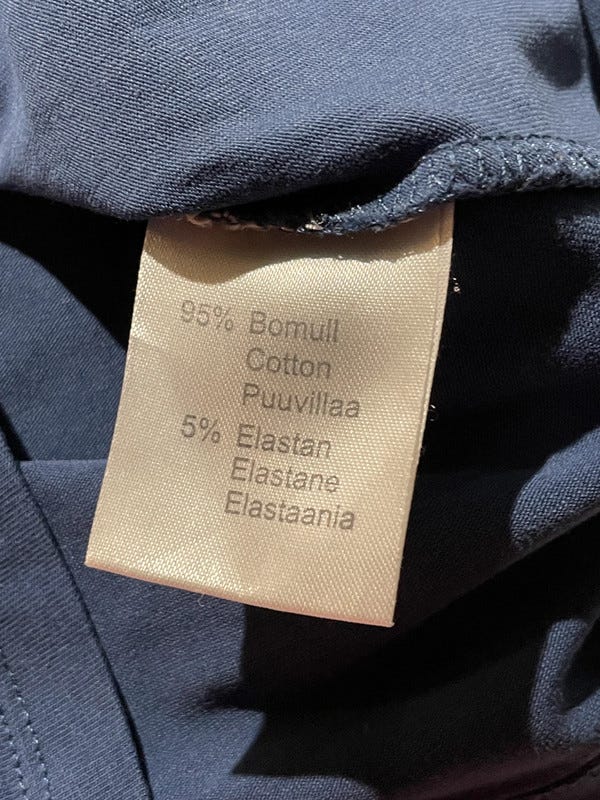 95% Bomull
Cotton
Puuvillaa
5% Elastan
Elastane
Elastaania